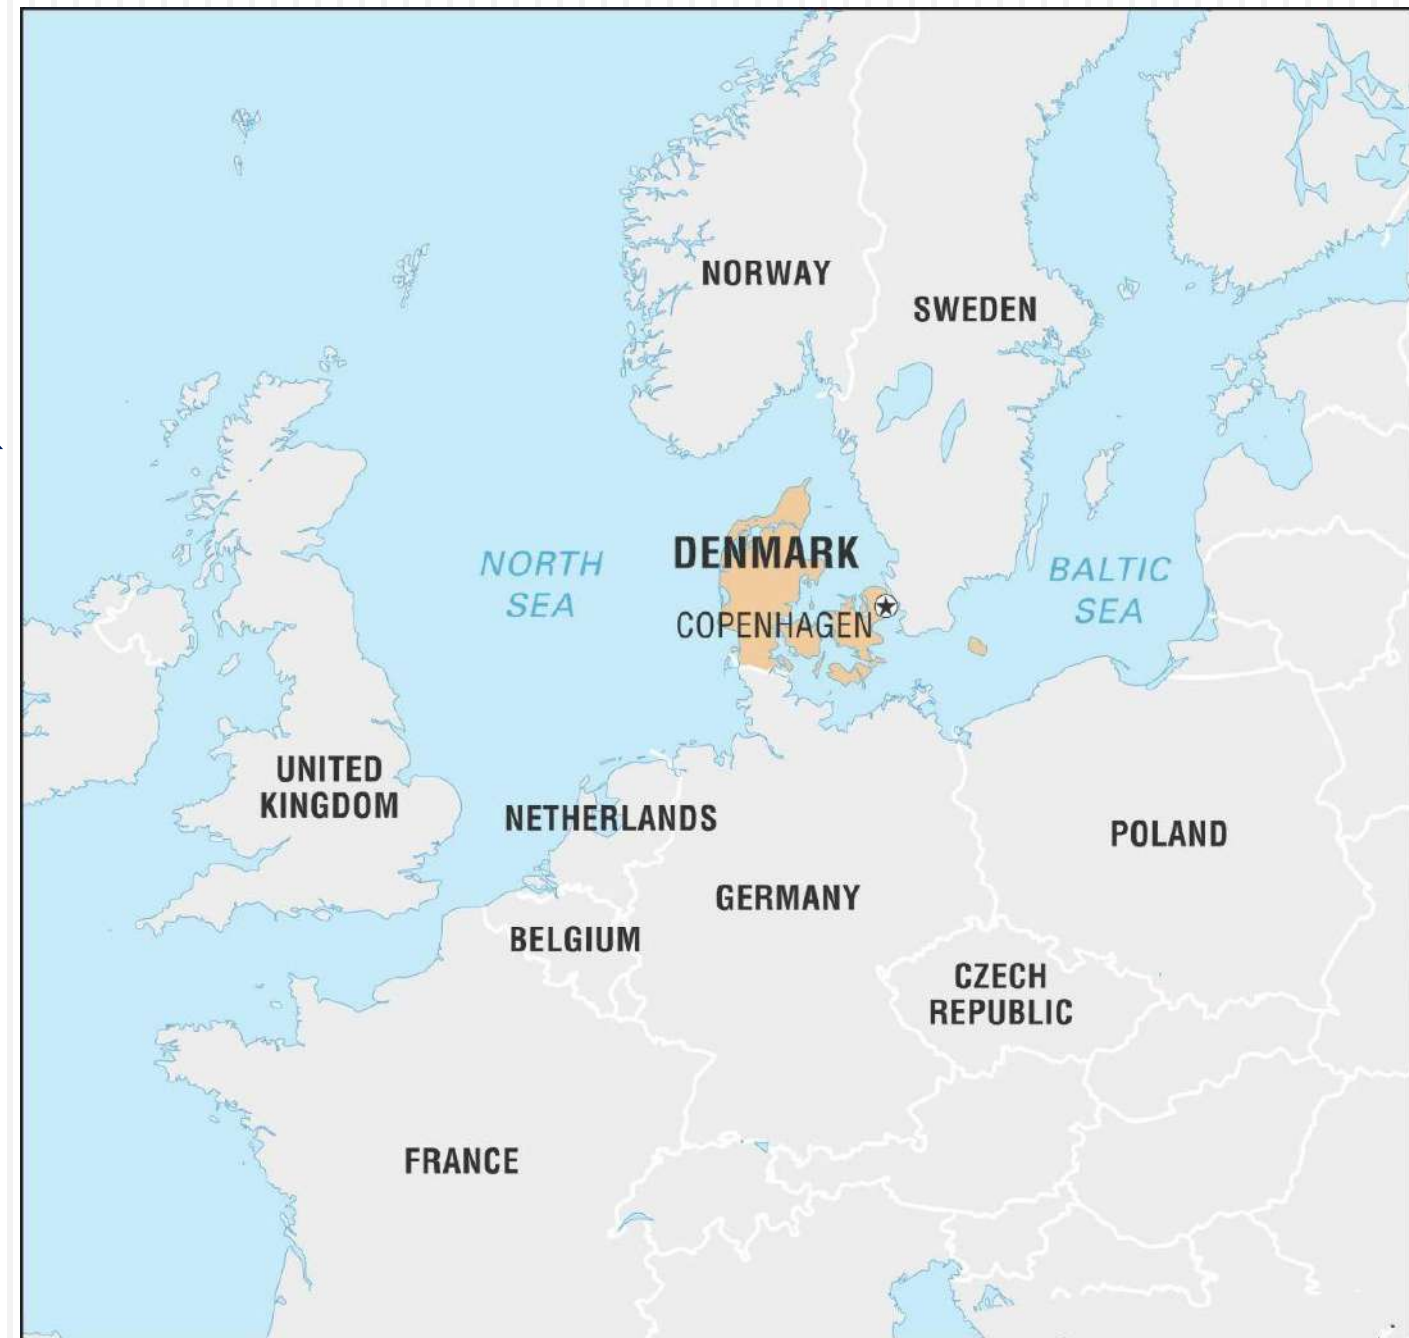 NORWAY
SWEDEN
DENMARK
NORTH
SEA
BALTIC
SEA
COPENHAGEN
UNITED
KINGDOM
NETHERLANDS
POLAND
GERMANY
BELGIUM
CZECH
REPUBLIC
FRANCE